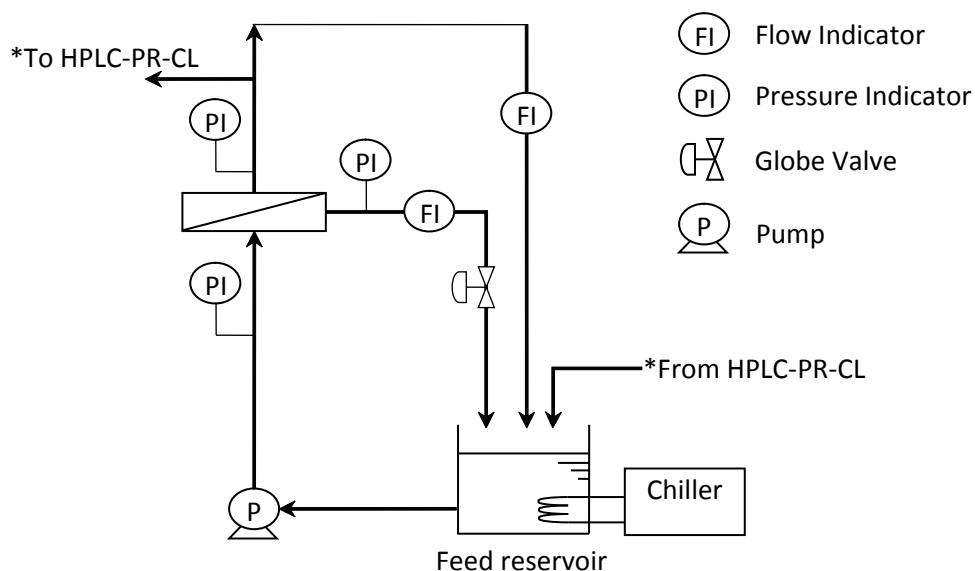 *To HPLC-PR-CL
FI
Flow Indicator
FI
PI
Pressure Indicator
PI
PI
Globe Valve
FI
P
Pump
PI
*From HPLC-PR-CL
Chiller
P
Feed reservoir